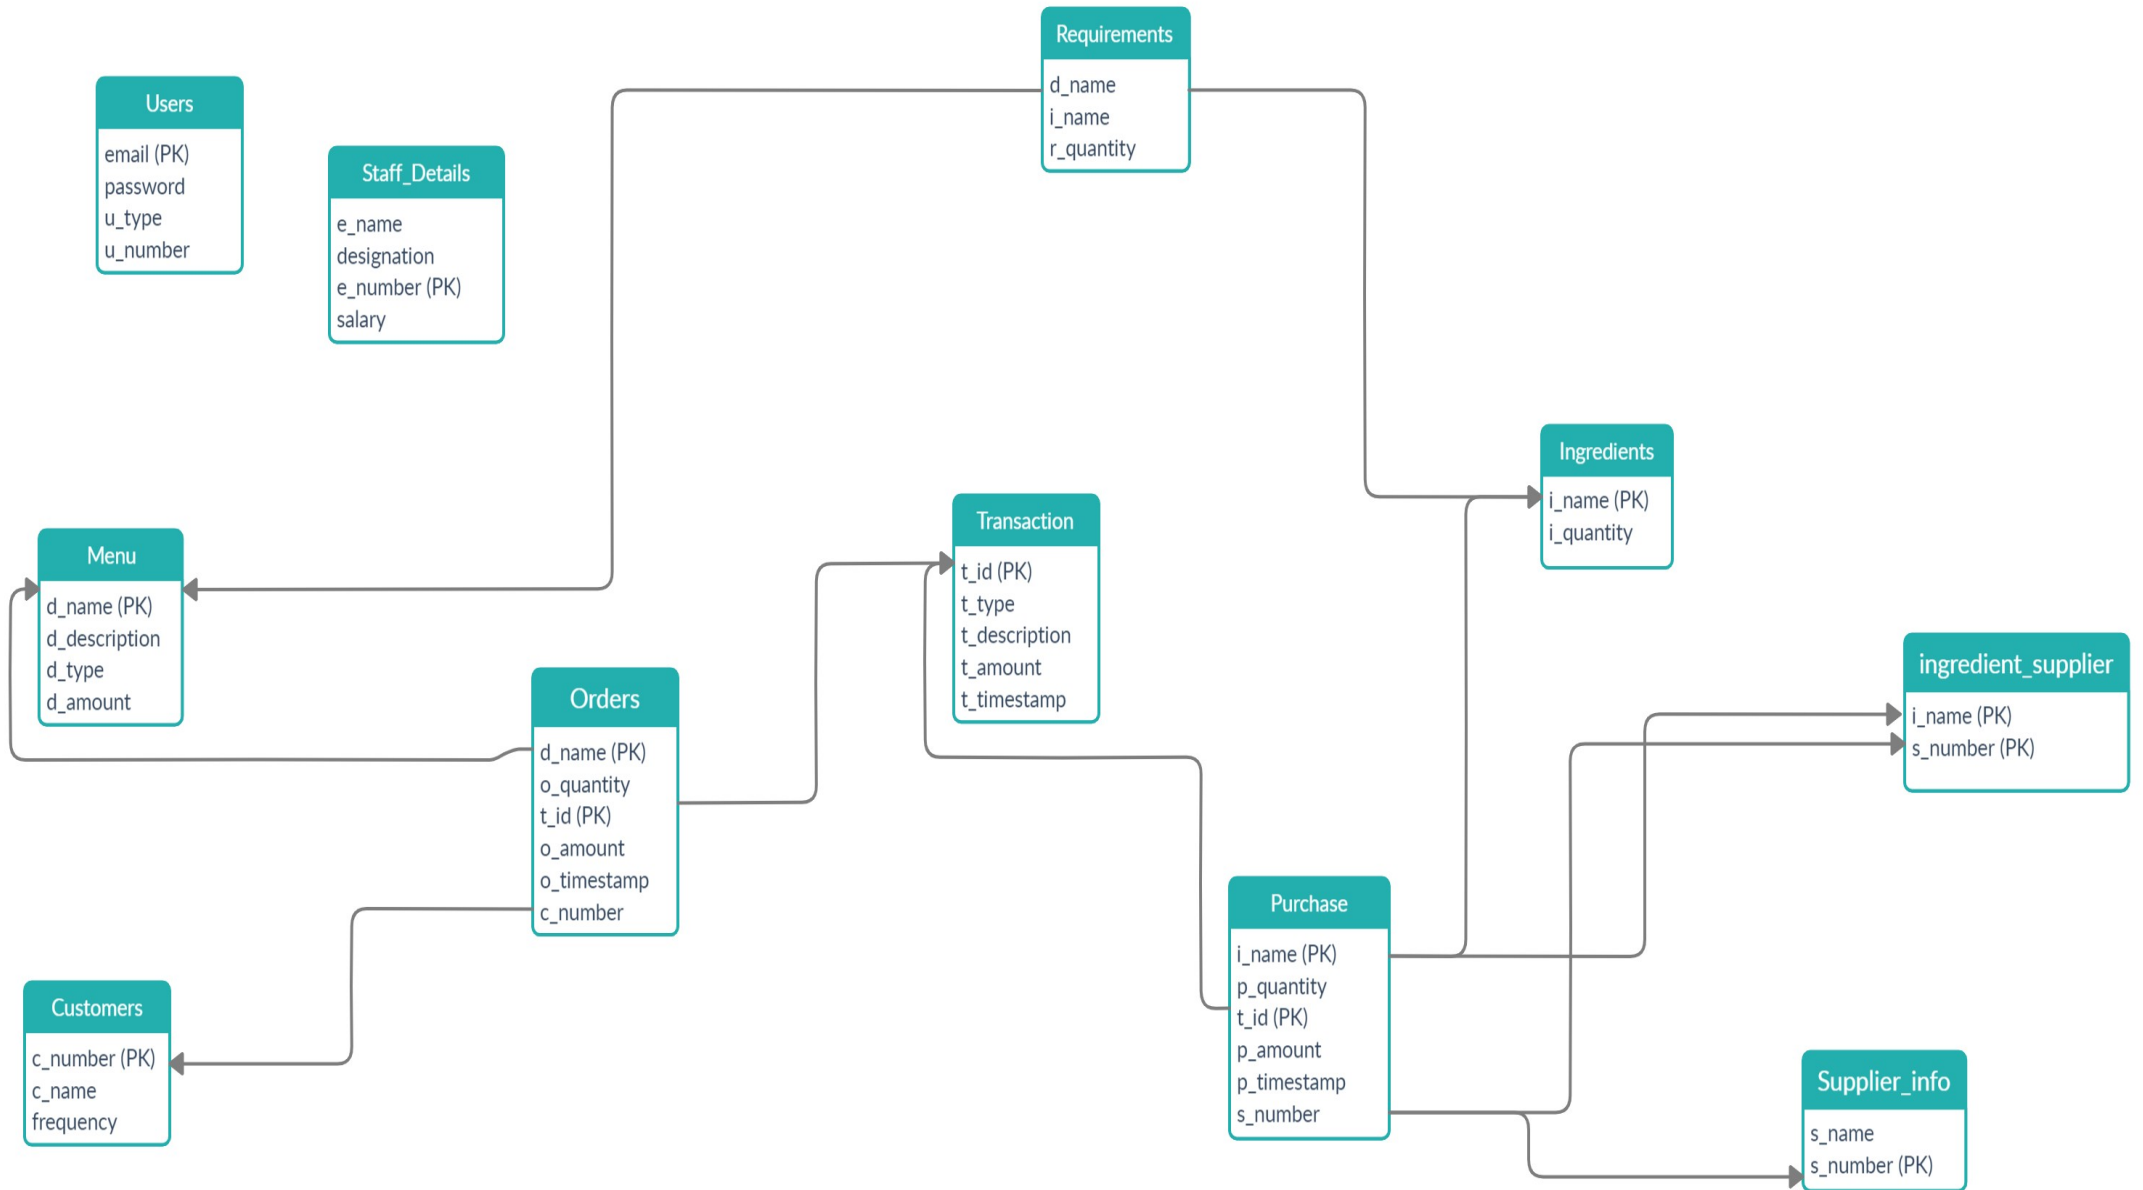 Requirements
d_name
i_name
r_quantity
Users
email (PK)
password
u_type
u_number
Staff_Details
e_name
designation
e_number (PK)
salary
Ingredients
i_name (PK)
i_quantity
Transaction
t_id (PK)
t_type
t_description
t_amount
t_timestamp
Menu
d_name (PK)
d_description
d_type
d_amount
ingredient_supplier
i_name (PK)
s_number (PK)
Orders
d_name (PK)
o_quantity
t_id (PK)
o_amount
o_timestamp
c_number
Purchase
i_name (PK)
p_quantity
t_id (PK)
p_amount
p_timestamp
s_number
Customers
c_number (PK)
c_name
frequency
Supplier_info
s_name
s_number (PK)